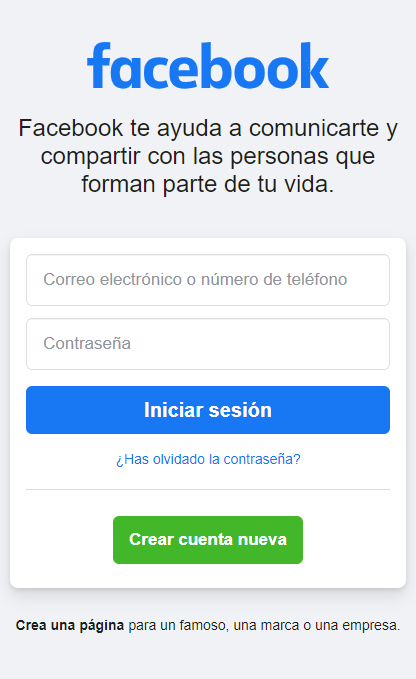 facebook
Facebook te ayuda a comunicarte y
compartir con las personas que
forman parte de tu vida.
Correo electrónico o número de teléfono
Contraseña
Iniciar sesión
¿Has olvidado la contraseña?
Crear cuenta nueva
Crea una página para un famoso, una marca o una empresa.